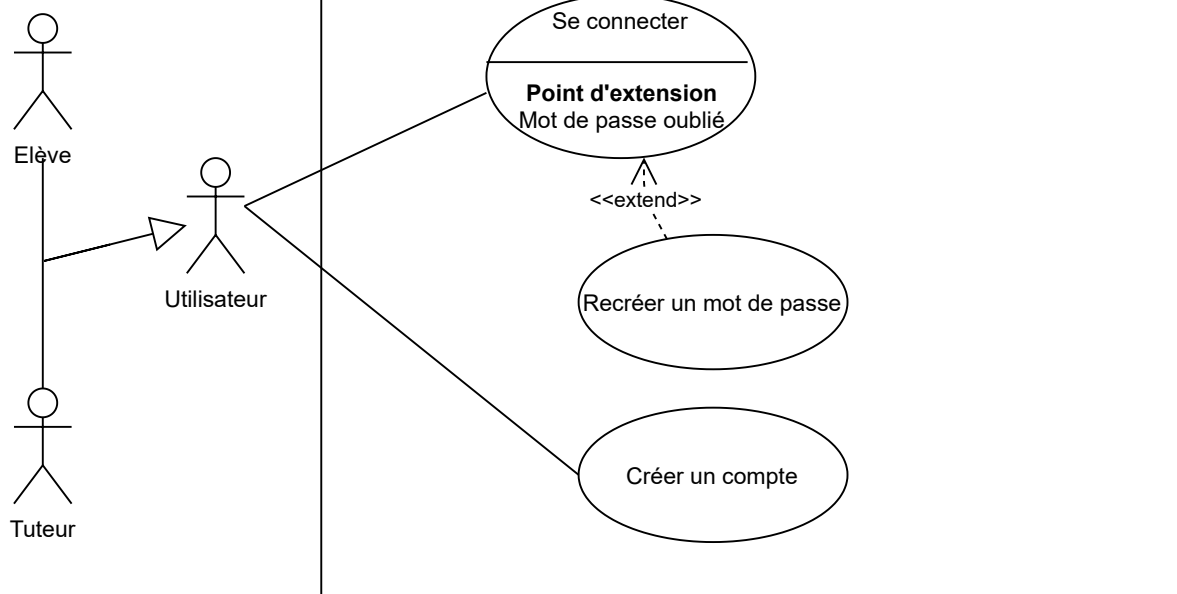 Se connecter
Point d'extension
Mot de passe oublié
Elève
<<extend>>
Utilisateur
Recréer un mot de passe
Créer un compte
Tuteur